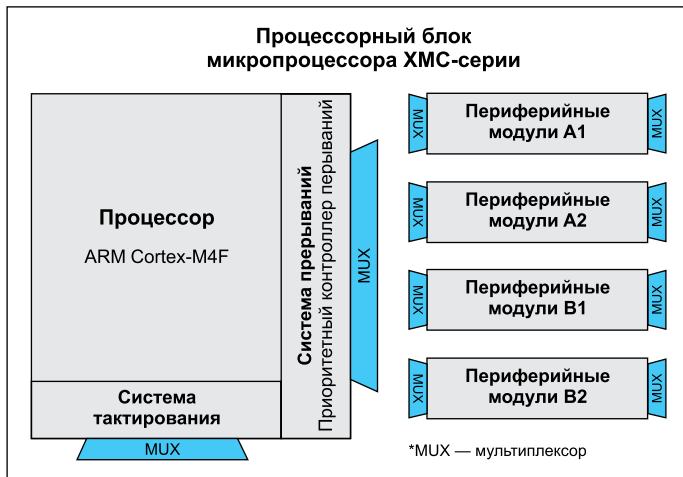 Процессорный блок
микропроцессора XMC-серии
Процессор
ARM Cortex-M4F
Система прерываний
Приоритетный контроллер перываний
MUX
Система
тактирования
MUX
MUX
Периферийные
модули A1
MUX
MUX
Периферийные
модули A2
MUX
MUX
Периферийные
модули B1
MUX
MUX
Периферийные
модули B2
MUX
*MUX — мультиплексор